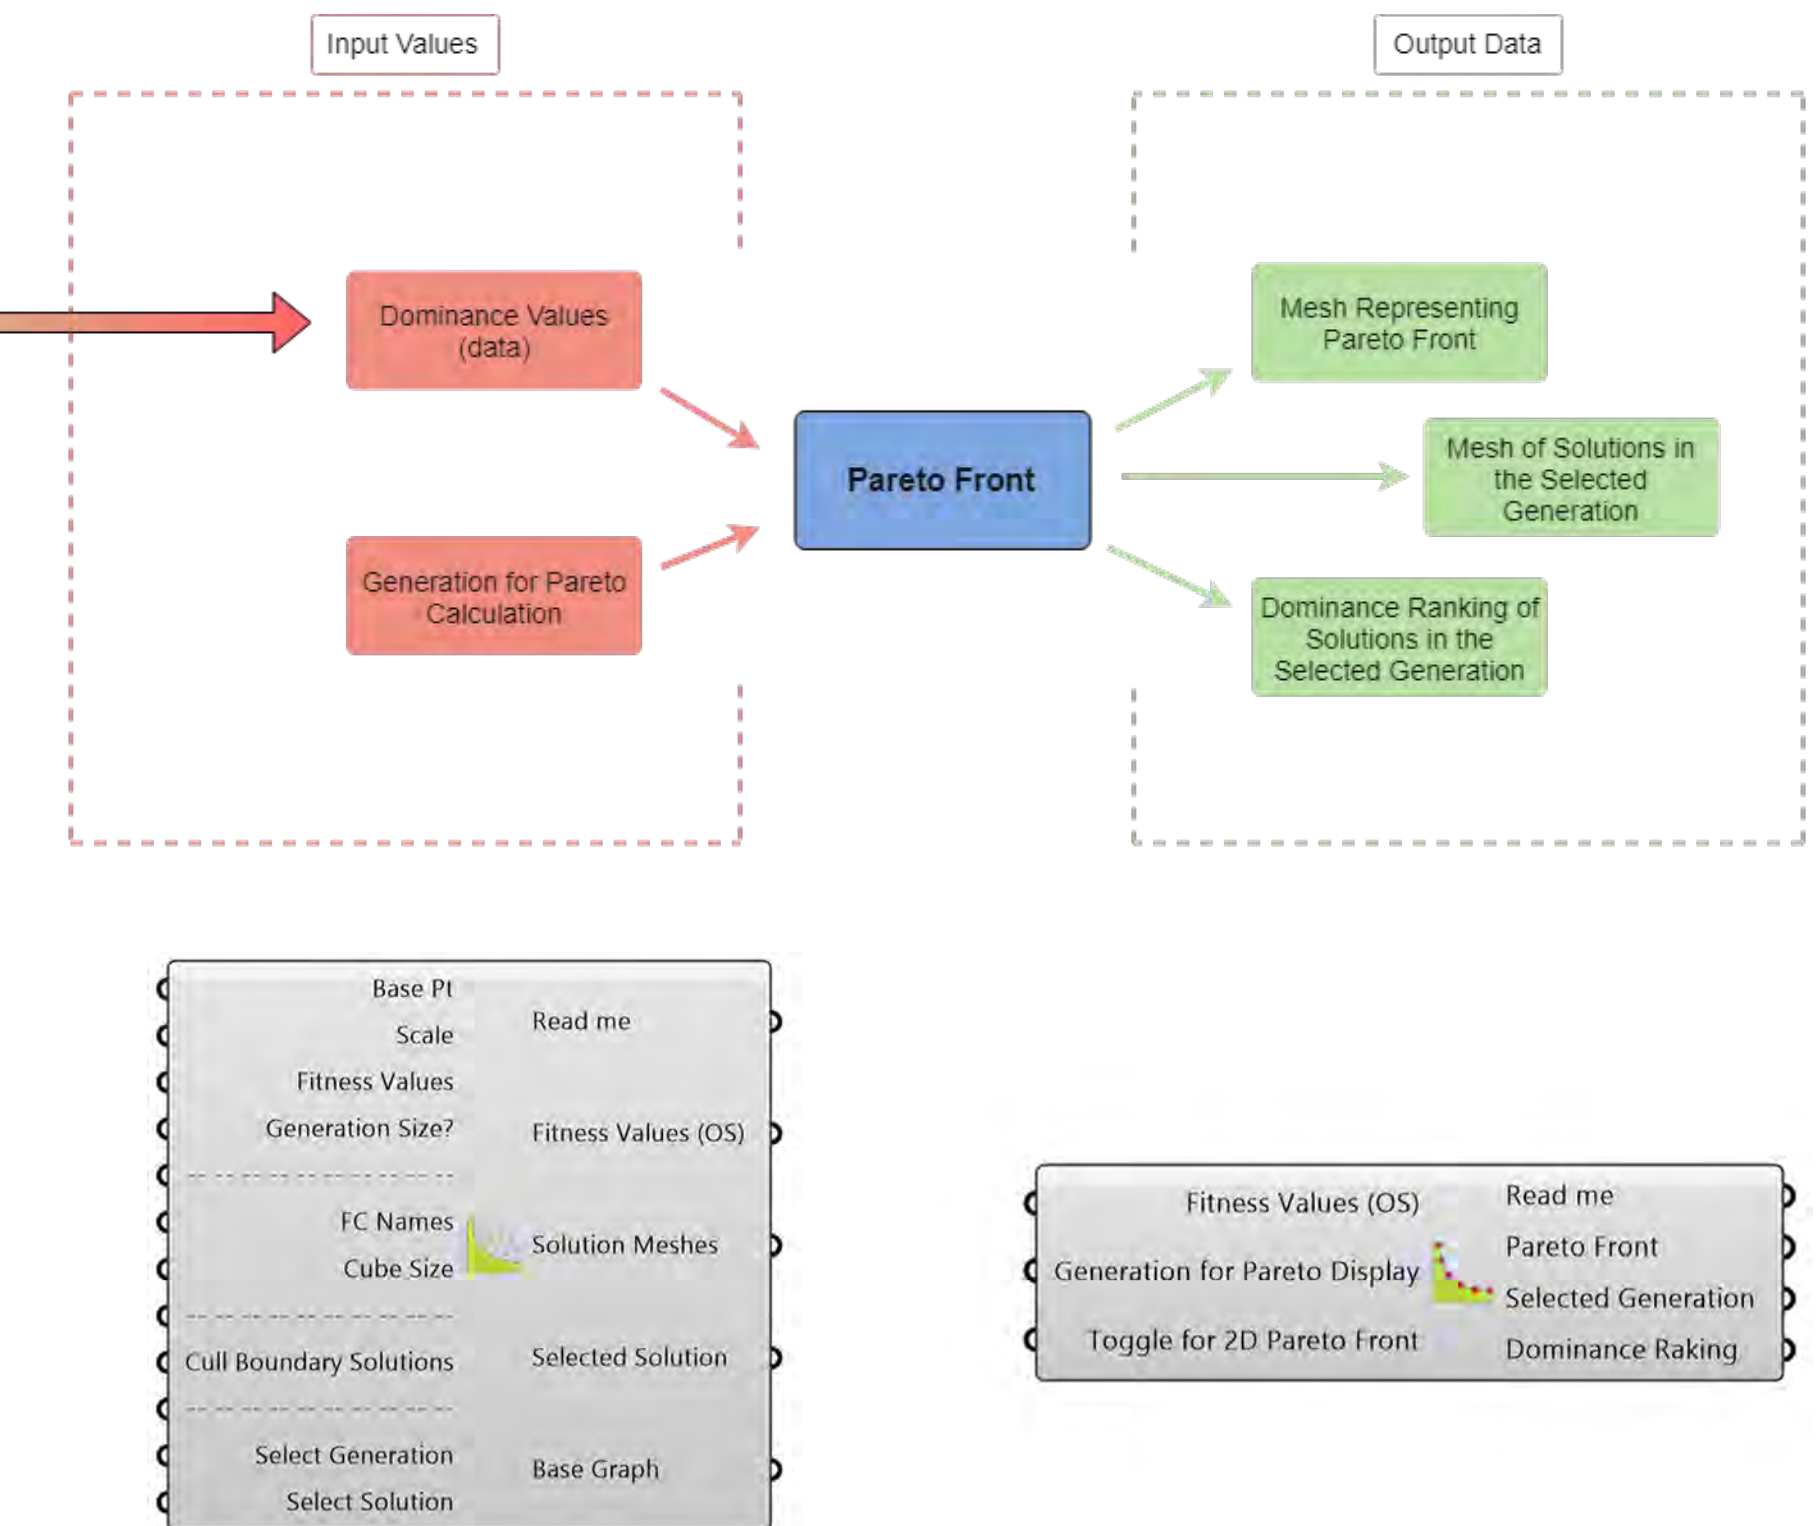 Input Values
Output Data
Dominance Values
(data)
Generation for Pareto
Calculation
Pareto Front
Mesh Representing
Pareto Front
Mesh of Solutions in
the Selected
Generation
Dominance Ranking of
Solutions in the
Selected Generation
Base Pt
Scale
Fitness Values
Generation Size?
FC Names
Cube Size
Cull Boundary Solutions
Select Generation
Select Solution
Read me
Fitness Values (OS)
Solution Meshes
Selected Solution
Base Graph
Fitness Values (OS)
Generation for Pareto Display
Toggle for 2D Pareto Front
Read me
Pareto Front
Selected Generation
Dominance Raking